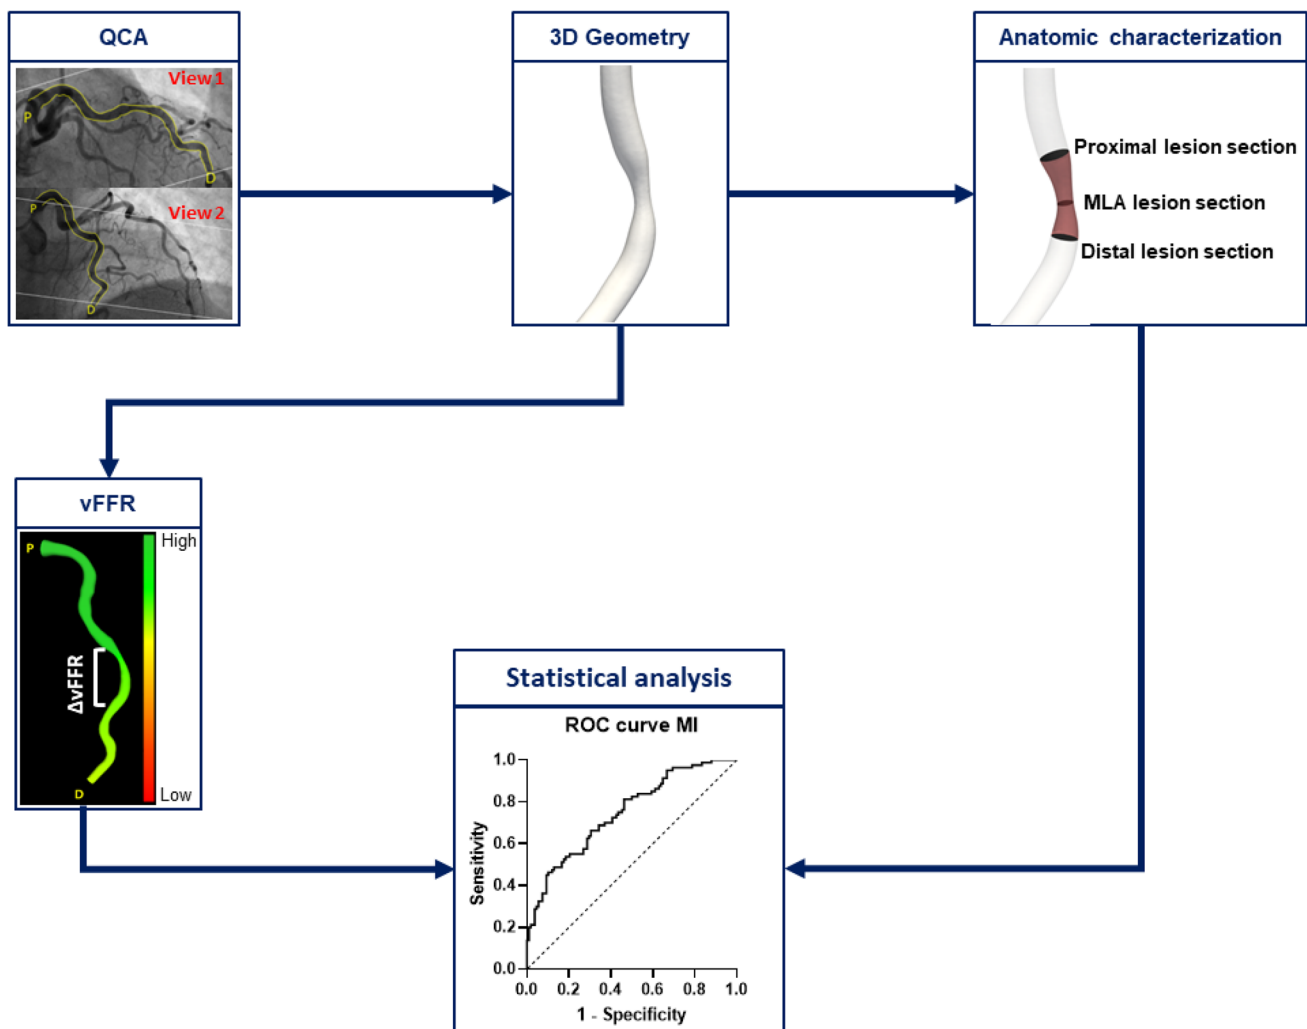 QCA
View 1
P
D
View 2
P
D
3D Geometry
Anatomic characterization
Proximal lesion section
MLA lesion section
Distal lesion section
vFFR
P
High
ΔvFFR
D
Low
Statistical analysis
ROC curve MI
Sensitivity
1.0
0.8
0.6
0.4
0.2
0.0
0.0 0.2 0.4 0.6 0.8 1.0
1 - Specificity